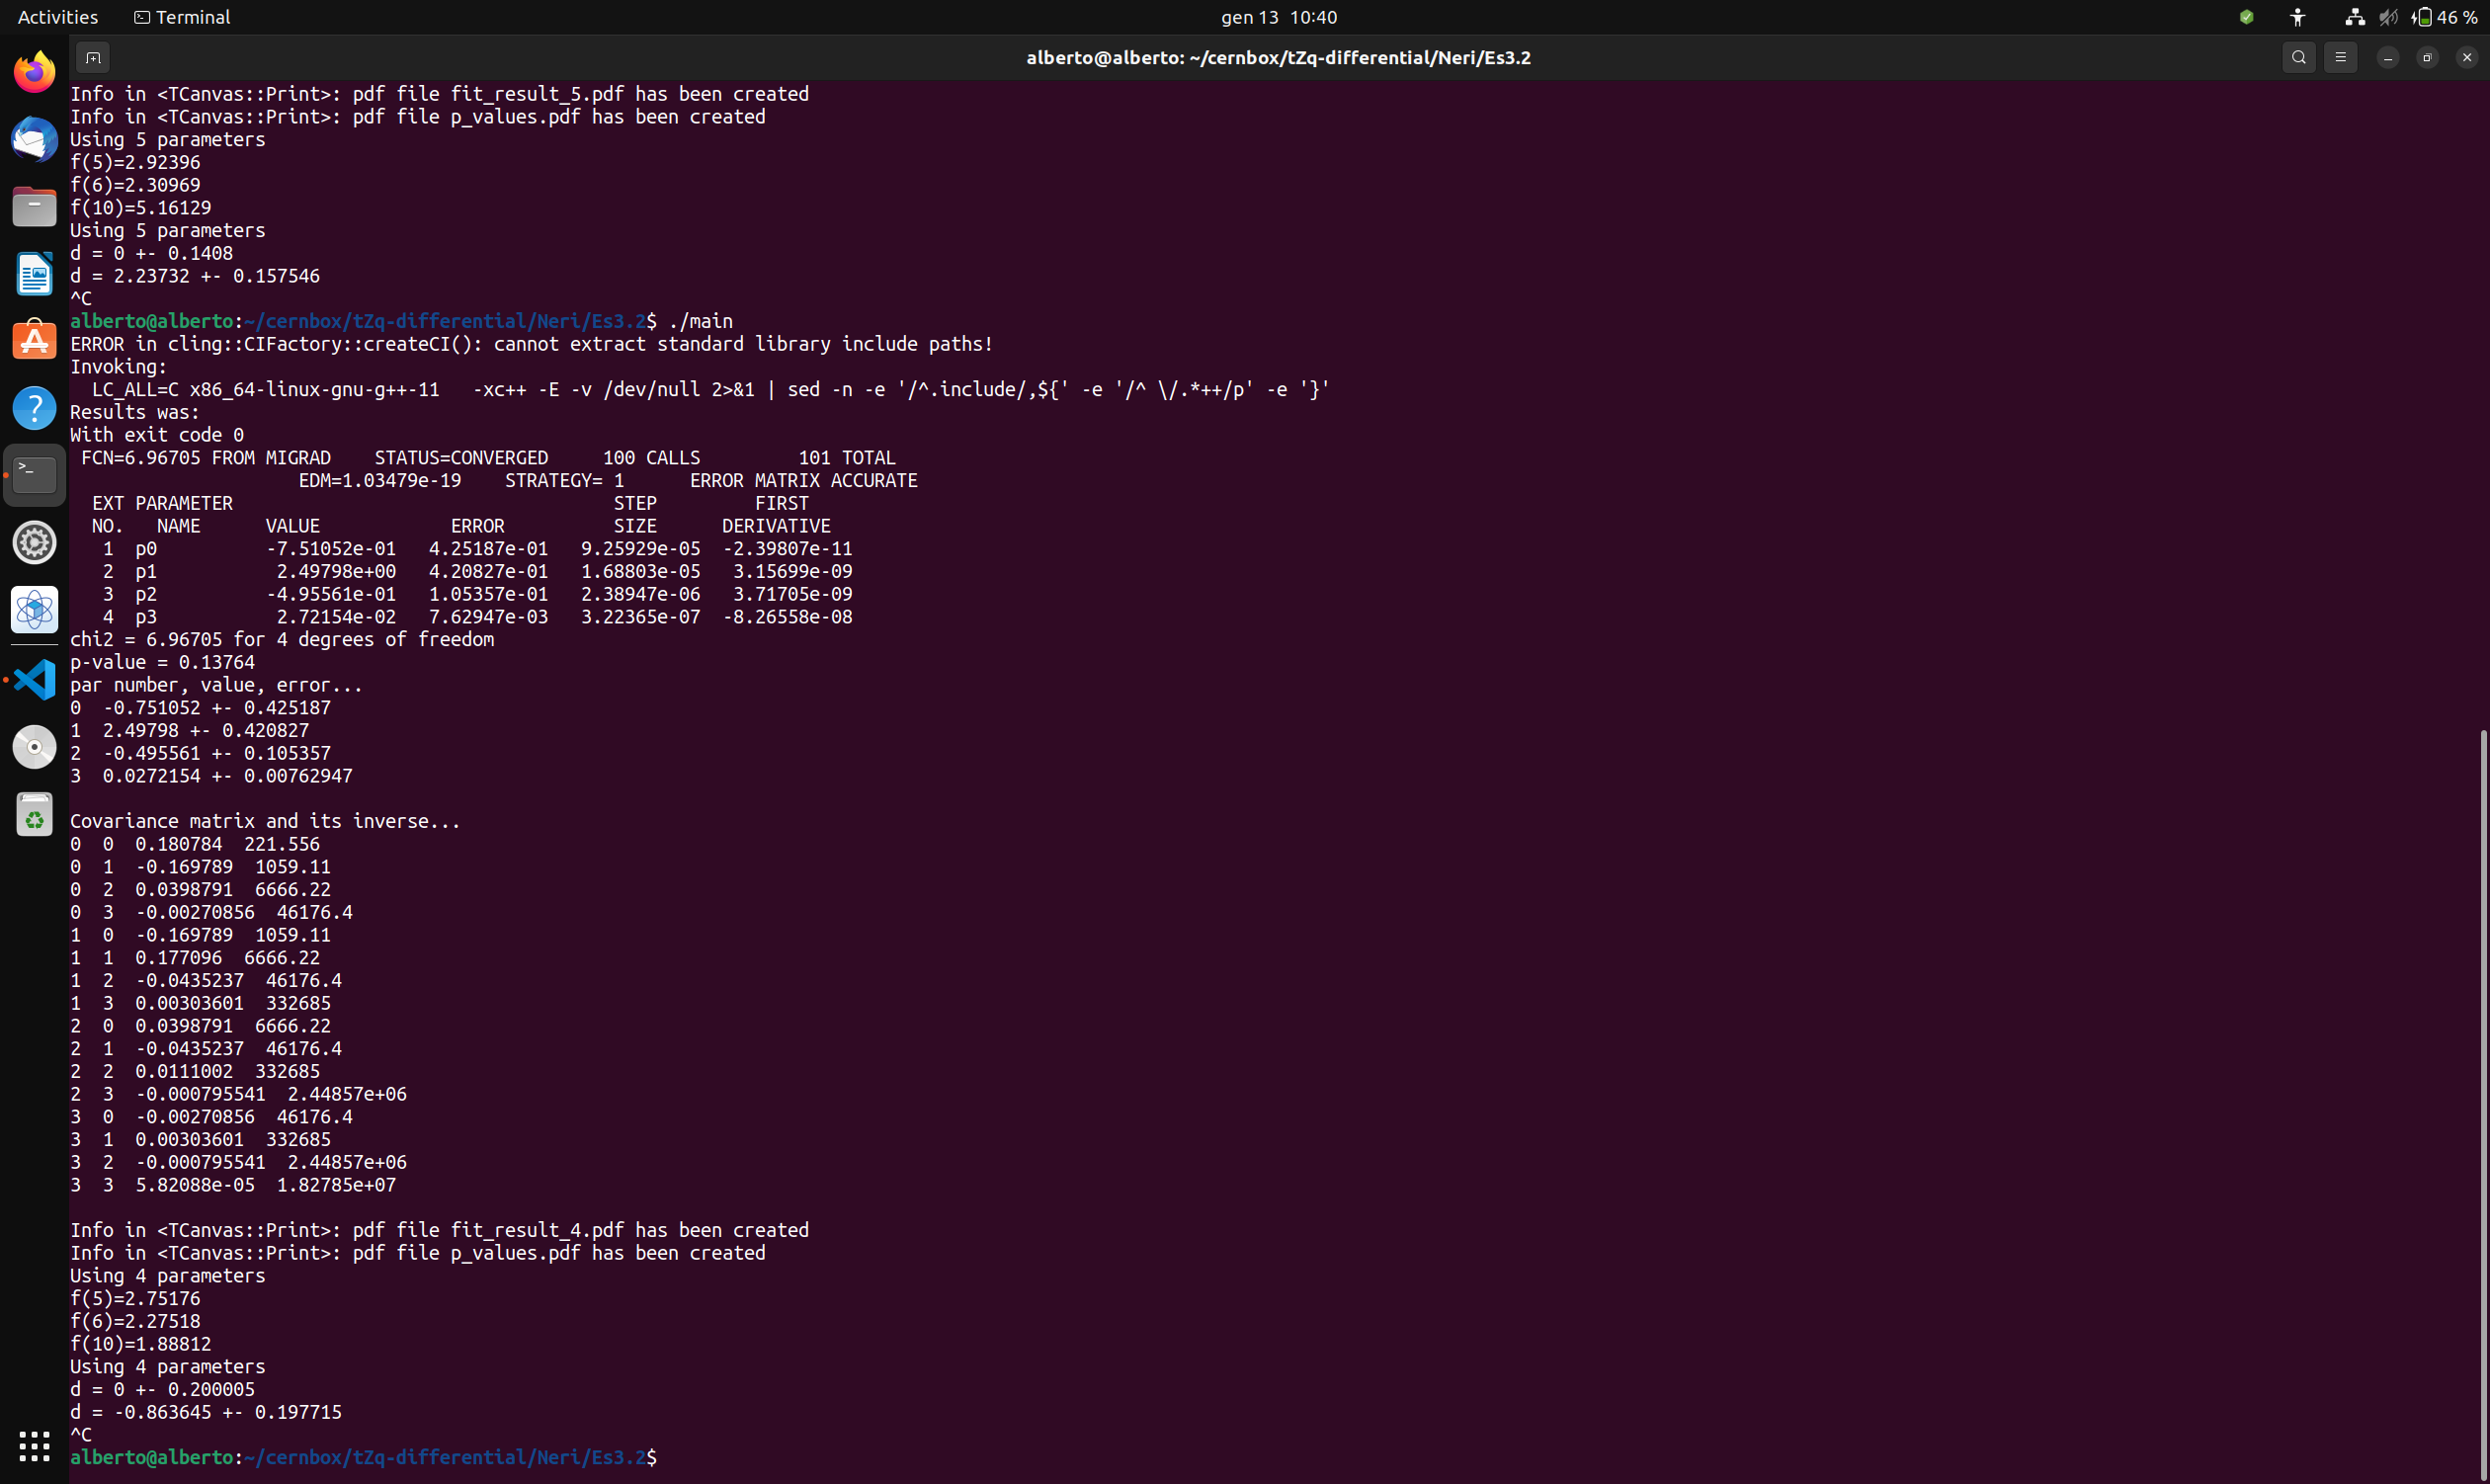 Activities Terminal gen 13 10:40 46 %
alberto@alberto: ~/cernbox/tZq-differential/Neri/Es3.2
Info in <TCanvas::Print>: pdf file fit_result_5.pdf has been created
Info in <TCanvas::Print>: pdf file p_values.pdf has been created
Using 5 parameters
f(5)=2.92396
f(6)=2.30969
f(10)=5.16129
Using 5 parameters
d = 0 +- 0.1408
d = 2.23732 +- 0.157546
^C
alberto@alberto:~/cernbox/tZq-differential/Neri/Es3.2$ ./main
ERROR in cling::CIFactory::createCI(): cannot extract standard library include paths!
Invoking:
  LC_ALL=C x86_64-linux-gnu-g++-11   -xc++ -E -v /dev/null 2>&1 | sed -n -e '/^.include/,${' -e '/^ \/.*++/p' -e '}'
Results was:
With exit code 0
 FCN=6.96705 FROM MIGRAD    STATUS=CONVERGED     100 CALLS         101 TOTAL
                     EDM=1.03479e-19    STRATEGY= 1      ERROR MATRIX ACCURATE
  EXT PARAMETER                                   STEP         FIRST
  NO.   NAME      VALUE            ERROR          SIZE      DERIVATIVE
   1  p0          -7.51052e-01   4.25187e-01   9.25929e-05  -2.39807e-11
   2  p1           2.49798e+00   4.20827e-01   1.68803e-05   3.15699e-09
   3  p2          -4.95561e-01   1.05357e-01   2.38947e-06   3.71705e-09
   4  p3           2.72154e-02   7.62947e-03   3.22365e-07  -8.26558e-08
chi2 = 6.96705 for 4 degrees of freedom
p-value = 0.13764
par number, value, error...
0  -0.751052 +- 0.425187
1  2.49798 +- 0.420827
2  -0.495561 +- 0.105357
3  0.0272154 +- 0.00762947
Covariance matrix and its inverse...
0  0  0.180784  221.556
0  1  -0.169789  1059.11
0  2  0.0398791  6666.22
0  3  -0.00270856  46176.4
1  0  -0.169789  1059.11
1  1  0.177096  6666.22
1  2  -0.0435237  46176.4
1  3  0.00303601  332685
2  0  0.0398791  6666.22
2  1  -0.0435237  46176.4
2  2  0.0111002  332685
2  3  -0.000795541  2.44857e+06
3  0  -0.00270856  46176.4
3  1  0.00303601  332685
3  2  -0.000795541  2.44857e+06
3  3  5.82088e-05  1.82785e+07
Info in <TCanvas::Print>: pdf file fit_result_4.pdf has been created
Info in <TCanvas::Print>: pdf file p_values.pdf has been created
Using 4 parameters
f(5)=2.75176
f(6)=2.27518
f(10)=1.88812
Using 4 parameters
d = 0 +- 0.200005
d = -0.863645 +- 0.197715
^C
alberto@alberto:~/cernbox/tZq-differential/Neri/Es3.2$